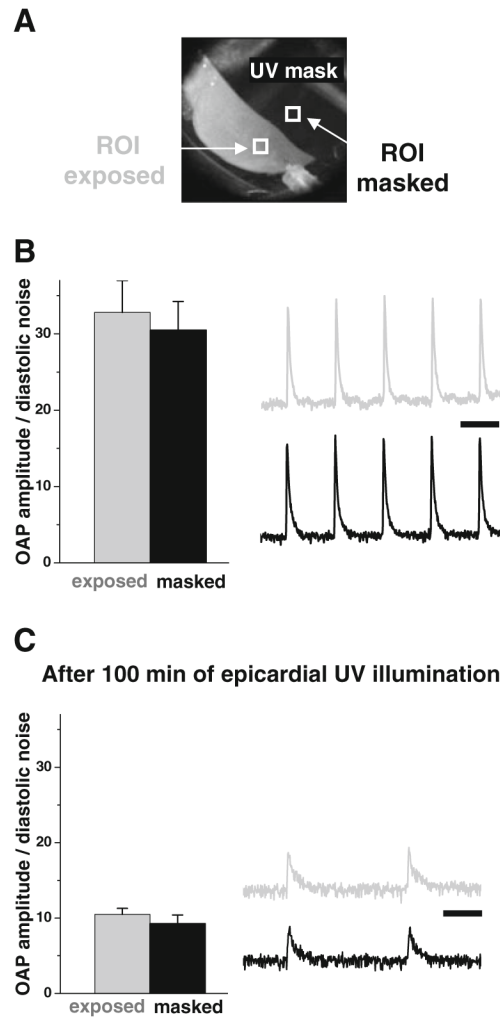 A
UV mask
ROI
exposed
ROI
masked
B
OAP amplitude / diastolic noise
30
20
10
0
exposed masked
C
After 100 min of epicardial UV illumination
OAP amplitude / diastolic noise
30
20
10
0
exposed masked